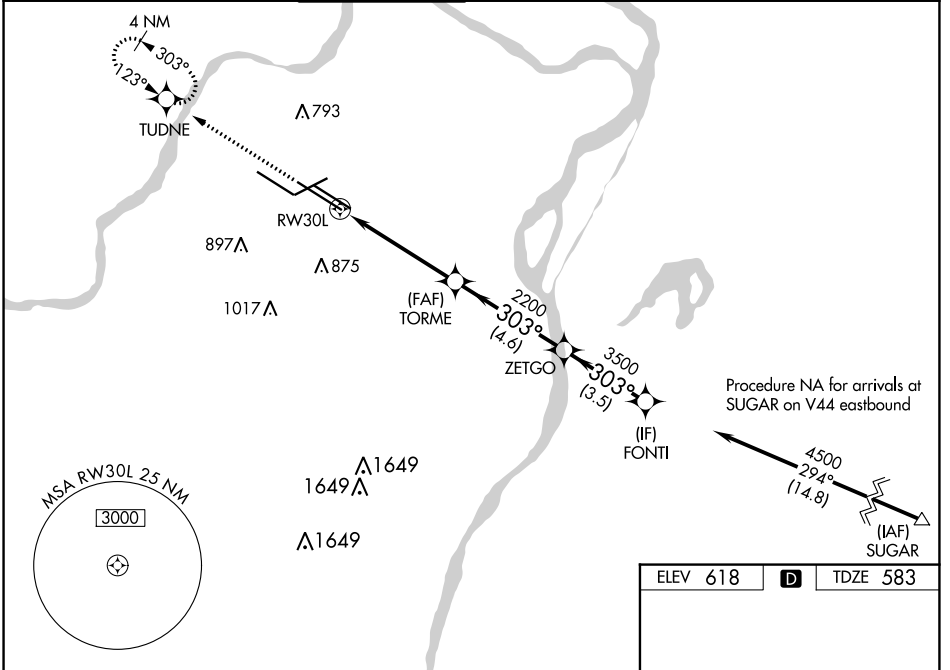 4 NM
303°
123°
TUDNE
793
RW30L
897
875
1017
(FAF)
TORME
2200
303°
(4.6)
ZETGO
3500
303°
(3.5)
(IF)
FONTI
Procedure NA for arrivals at
SUGAR on V44 eastbound
4500
294°
(14.8)
(IAF)
SUGAR
1649
1649
1649
MSA RW30L 25 NM
3000
ELEV 618 D TDZE 583